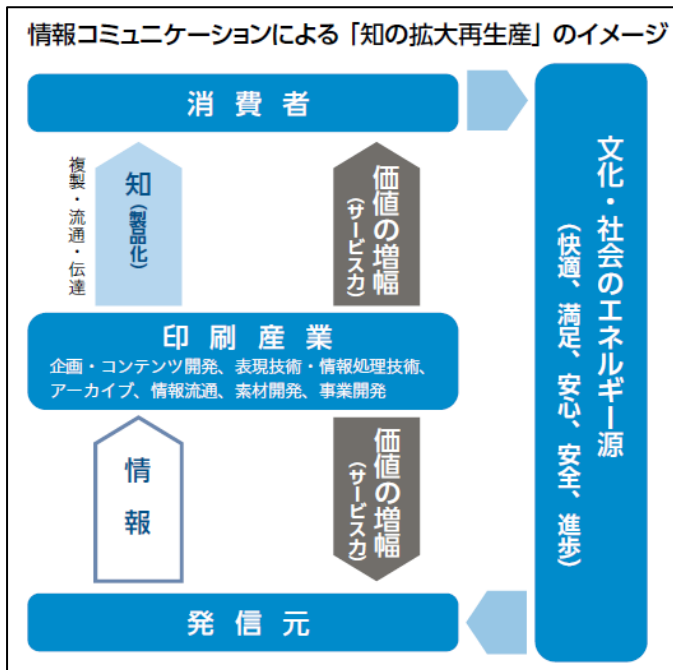 情報コミュニケーションによる「知の拡大再生産」のイメージ
消費者
複製・流通・伝達
知
(製品化)
価値の増幅
(サービス力)
印刷産業
企画・コンテンツ開発、表現技術・情報処理技術、
アーカイブ、情報流通、素材開発、事業開発
情報
価値の増幅
(サービス力)
発信元
文化・社会のエネルギー源
(快適、満足、安心、安全、進歩)